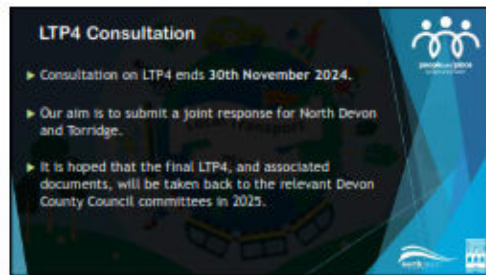 LTP4 Consultation
Consultation on LTP4 ends 30th November 2024.
Our aim is to submit a joint response for North Devon
and Torridge.
It is hoped that the final LTP4, and associated
documents, will be taken back to the relevant Devon
County Council committees in 2025.